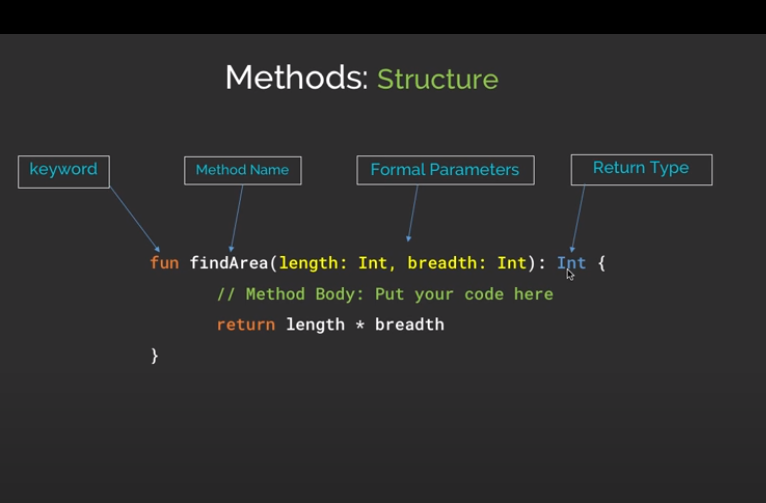 Methods: Structure
keyword
Method Name
Formal Parameters
Return Type
fun findArea(length: Int, breadth: Int): Int {
// Method Body: Put your code here
return length * breadth
}